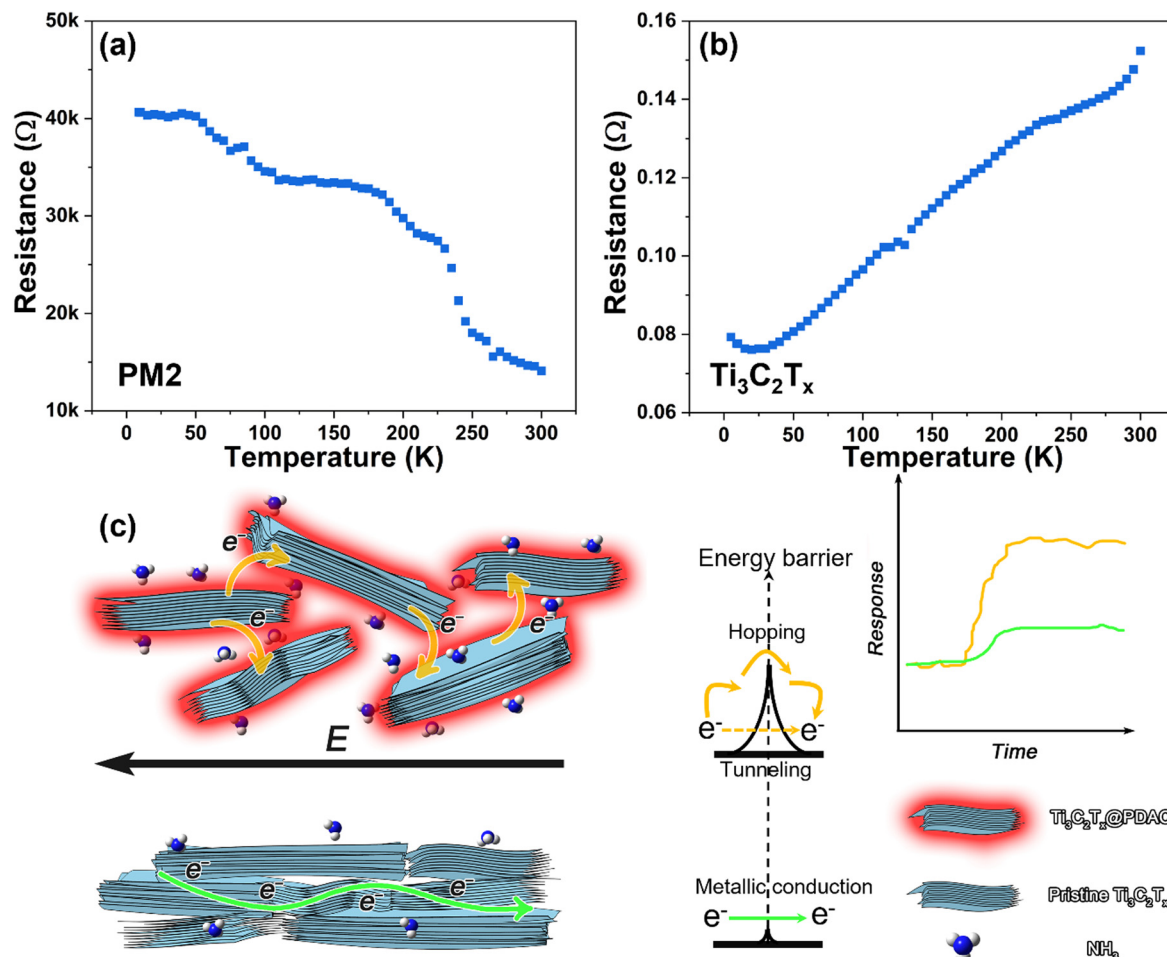 (a)
50k
40k
30k
20k
10k
Resistance (Ω)
PM2
0 50 100 150 200 250 300
Temperature (K)
(b)
0.16
0.14
0.12
0.10
0.08
0.06
Resistance (Ω)
Ti₃C₂Tₓ
0 50 100 150 200 250 300
Temperature (K)
(c)
e⁻
e⁻
e⁻
e⁻
E
e⁻
e⁻
e⁻
e⁻
Energy barrier
Hopping
e⁻ e⁻
Tunneling
Metallic conduction
e⁻ e⁻
Response
Time
Ti₃C₂Tₓ@PDAC
Pristine Ti₃C₂Tₓ
NH₃